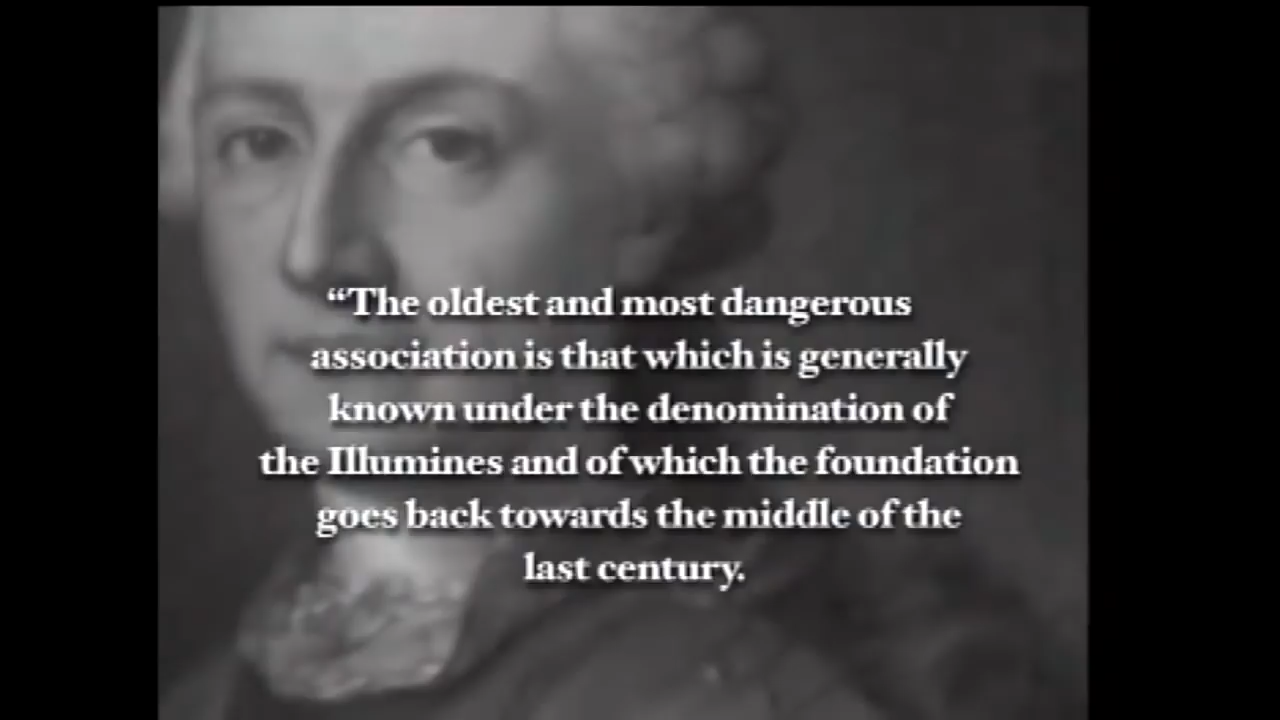 “The oldest and most dangerous
association is that which is generally
known under the denomination of
the Illumines and of which the foundation
goes back towards the middle of the
last century.